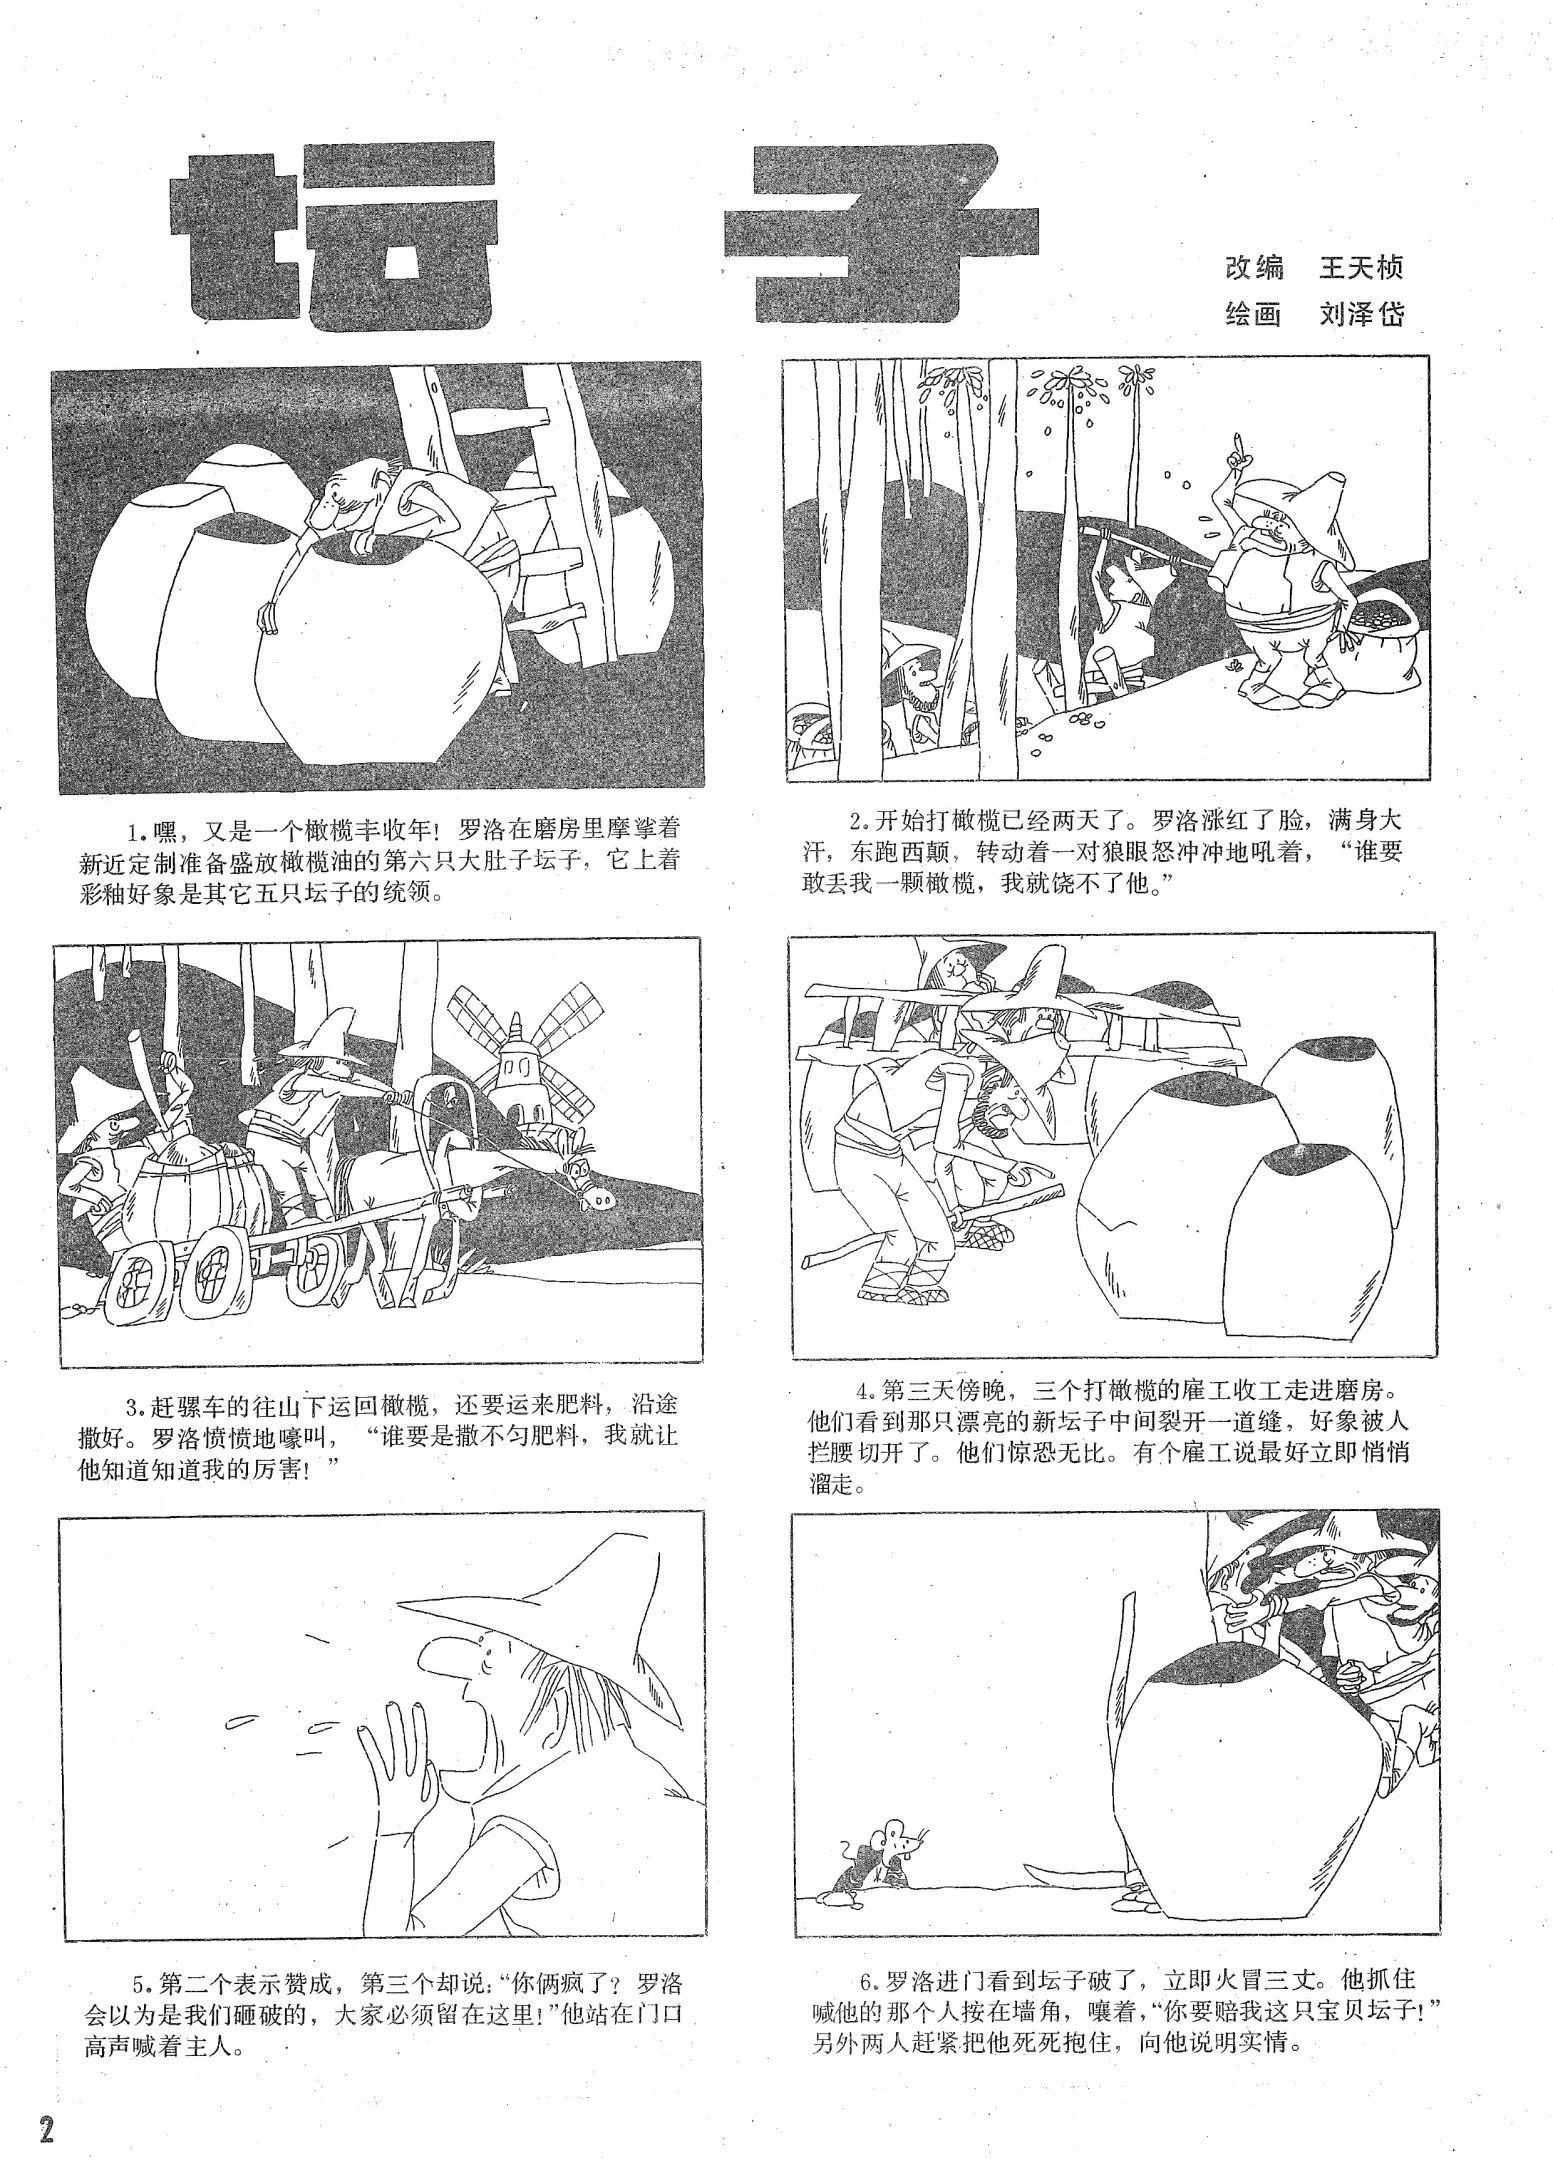 坛子
改编 王天桢
绘画 刘泽岱
1.嘿，又是一个橄榄丰收年！罗洛在磨房里摩挲着
新近定制准备盛放橄榄油的第六只大肚子坛子，它上着
彩釉好象是其它五只坛子的统领。
2.开始打橄榄已经两天了。罗洛涨红了脸，满身大
汗，东跑西颠，转动着一对狼眼怒冲冲地吼着，“谁要
敢丢我一颗橄榄，我就饶不了他。”
3.赶骡车的往山下运回橄榄，还要运来肥料，沿途
撒好。罗洛愤愤地嚎叫，“谁要是撒不匀肥料，我就让
他知道知道我的厉害！”
4.第三天傍晚，三个打橄榄的雇工收工走进磨房。
他们看到那只漂亮的新坛子中间裂开一道缝，好象被人
拦腰切开了。他们惊恐无比。有个雇工说最好立即悄悄
溜走。
5.第二个表示赞成，第三个却说：“你俩疯了？罗洛
会以为是我们砸破的，大家必须留在这里！”他站在门口
高声喊着主人。
6.罗洛进门看到坛子破了，立即火冒三丈。他抓住
喊他的那个人按在墙角，嚷着，“你要赔我这只宝贝坛子！”
另外两人赶紧把他死死抱住，向他说明实情。
2